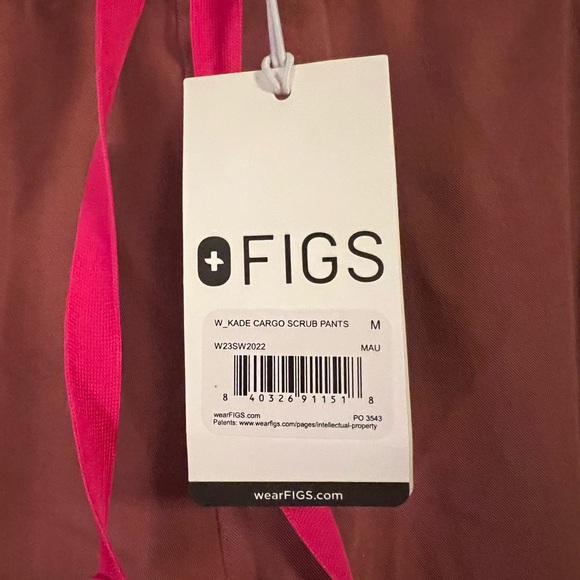 FIGS
W_KADE CARGO SCRUB PANTS M
W23SW2022 MAU
8 40326 91151 8
wearFIGS.com PO 3543
Patents: www.wearfigs.com/pages/intellectual-property
wearFIGS.com